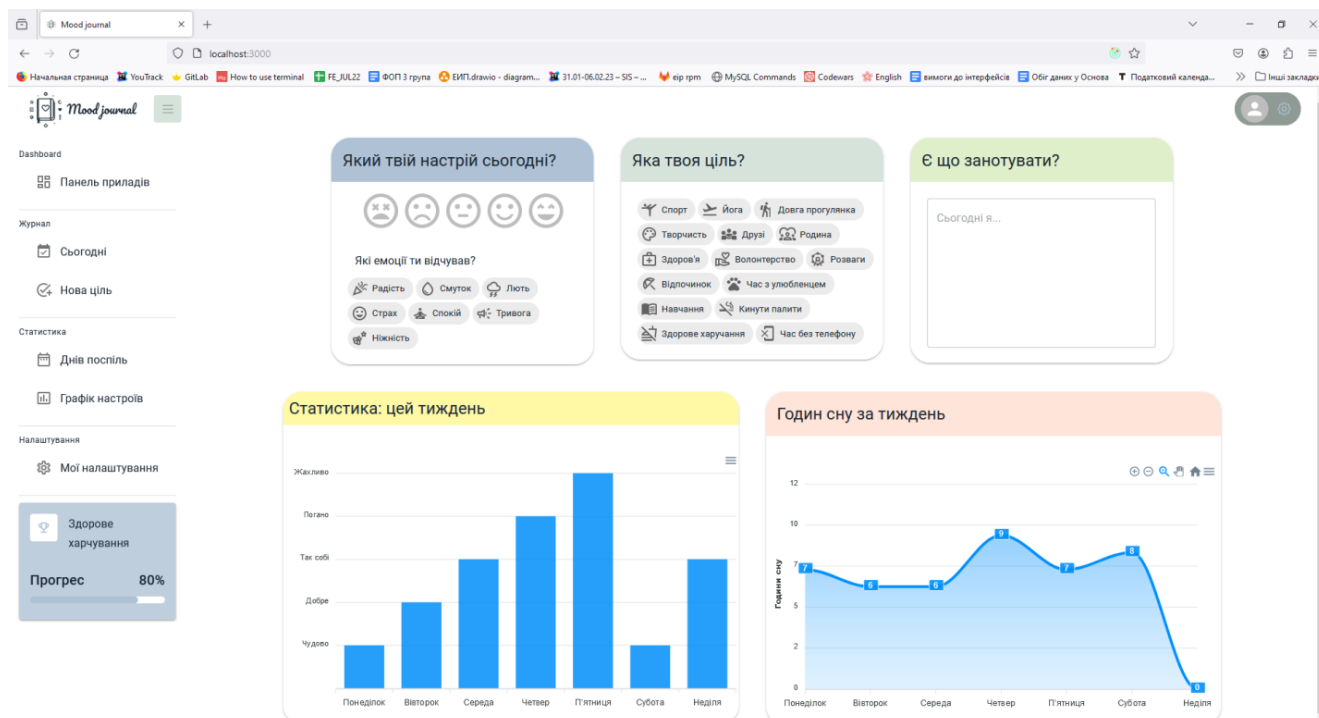 Mood journal
localhost:3000
Начальная страница YouTrack GitLab How to use terminal FE_JUL22 ФОП 3 група ЕИП.drawio - diagram... 31.01-06.02.23 – SIS – ... eip rpm MySQL Commands Codewars English вимоги до інтерфейсів Обіг даних у Основа Податковий календа... Інші закладки
Mood journal
Dashboard
Панель приладів
Журнал
Сьогодні
Нова ціль
Статистика
Днів поспіль
Графік настроїв
Налаштування
Мої налаштування
Здорове
харчування
Прогрес 80%
Який твій настрій сьогодні?
Які емоції ти відчував?
Радість Смуток Лють
Страх Спокій Тривога
Ніжність
Яка твоя ціль?
Спорт Йога Довга прогулянка
Творчисть Друзі Родина
Здоров'я Волонтерство Розваги
Відпочинок Час з улюбленцем
Навчання Кинути палити
Здорове харучання Час без телефону
Є що занотувати?
Сьогодні я...
Статистика: цей тиждень
Жахливо
Погано
Так собі
Добре
Чудово
Понеділок Вівторок Середа Четвер П'ятниця Субота Неділя
Годин сну за тиждень
12
10
7
5
2
0
Години сну
7 6 6 9 7 8 0
Понеділок Вівторок Середа Четвер П'ятниця Субота Неділя